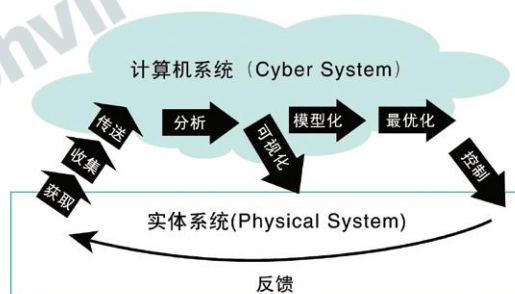 计算机系统（Cyber System）
传送
分析
模型化
最优化
收集
可视化
控制
获取
实体系统(Physical System)
反馈